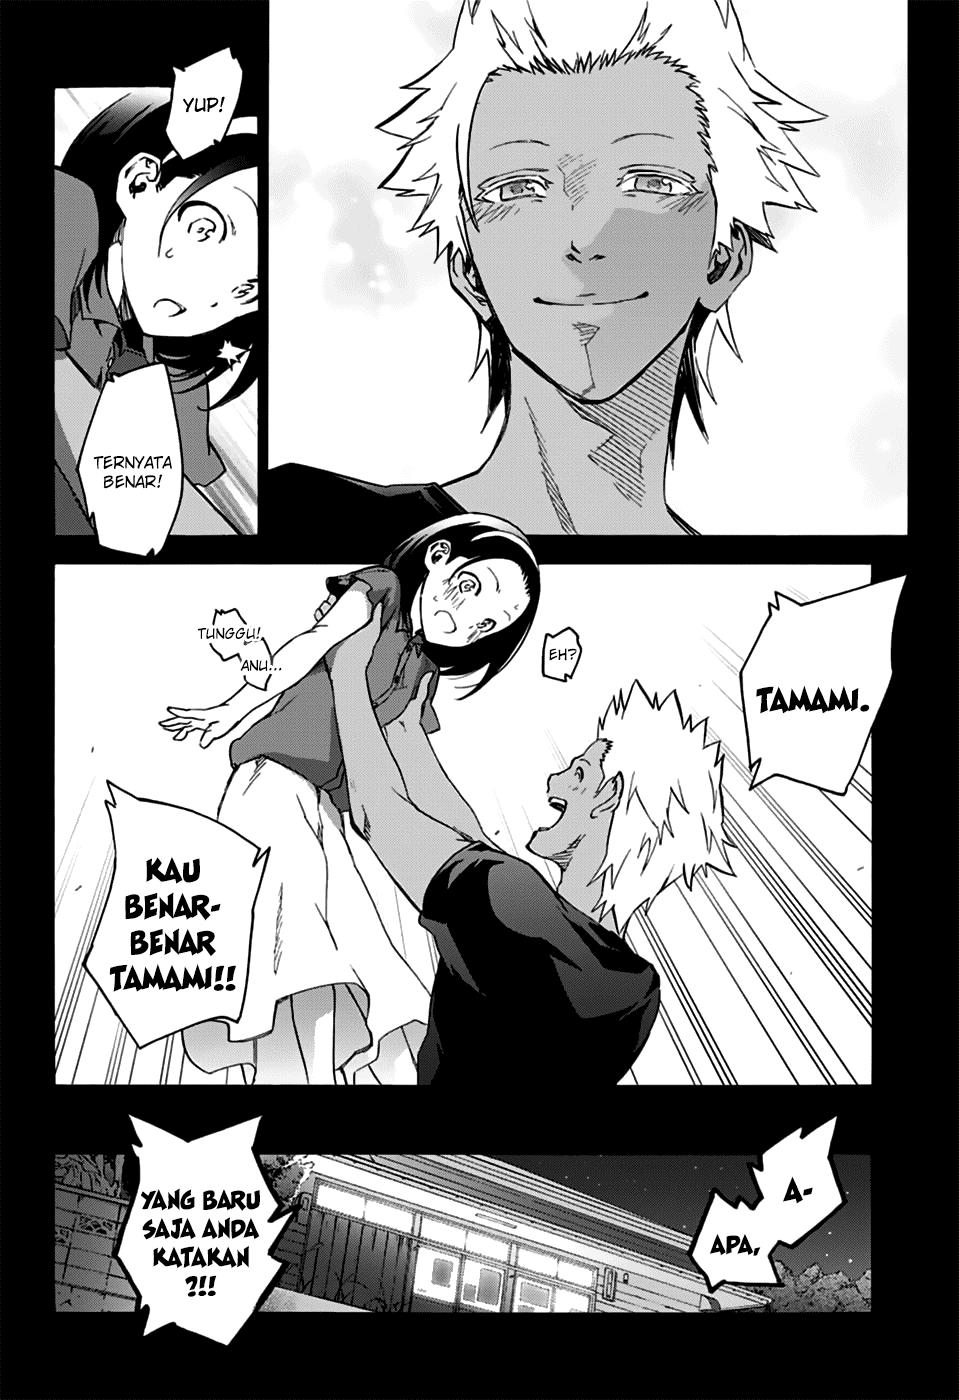 YUP!
TERNYATA
BENAR!
TAMAMI.
EH?
TUNGGU!
ANU...
KAU
BENAR-
BENAR
TAMAMI!!
A-
APA,
YANG BARU
SAJA ANDA
KATAKAN
?!!